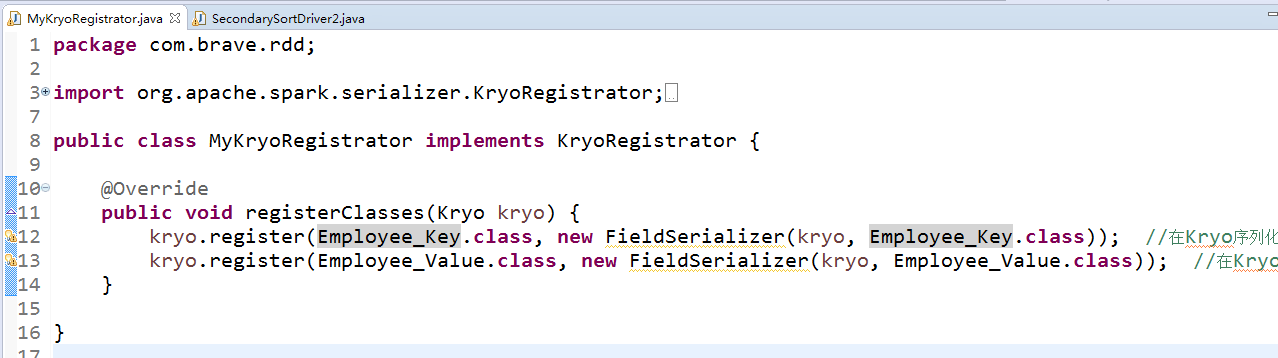 MyKryoRegistrator.java SecondarySortDriver2.java
1 package com.brave.rdd;
2
3 import org.apache.spark.serializer.KryoRegistrator;
7
8 public class MyKryoRegistrator implements KryoRegistrator {
9
10 @Override
11 public void registerClasses(Kryo kryo) {
12 kryo.register(Employee_Key.class, new FieldSerializer(kryo, Employee_Key.class)); //在Kryo序列化
13 kryo.register(Employee_Value.class, new FieldSerializer(kryo, Employee_Value.class)); //在Kryo
14 }
15
16 }
17